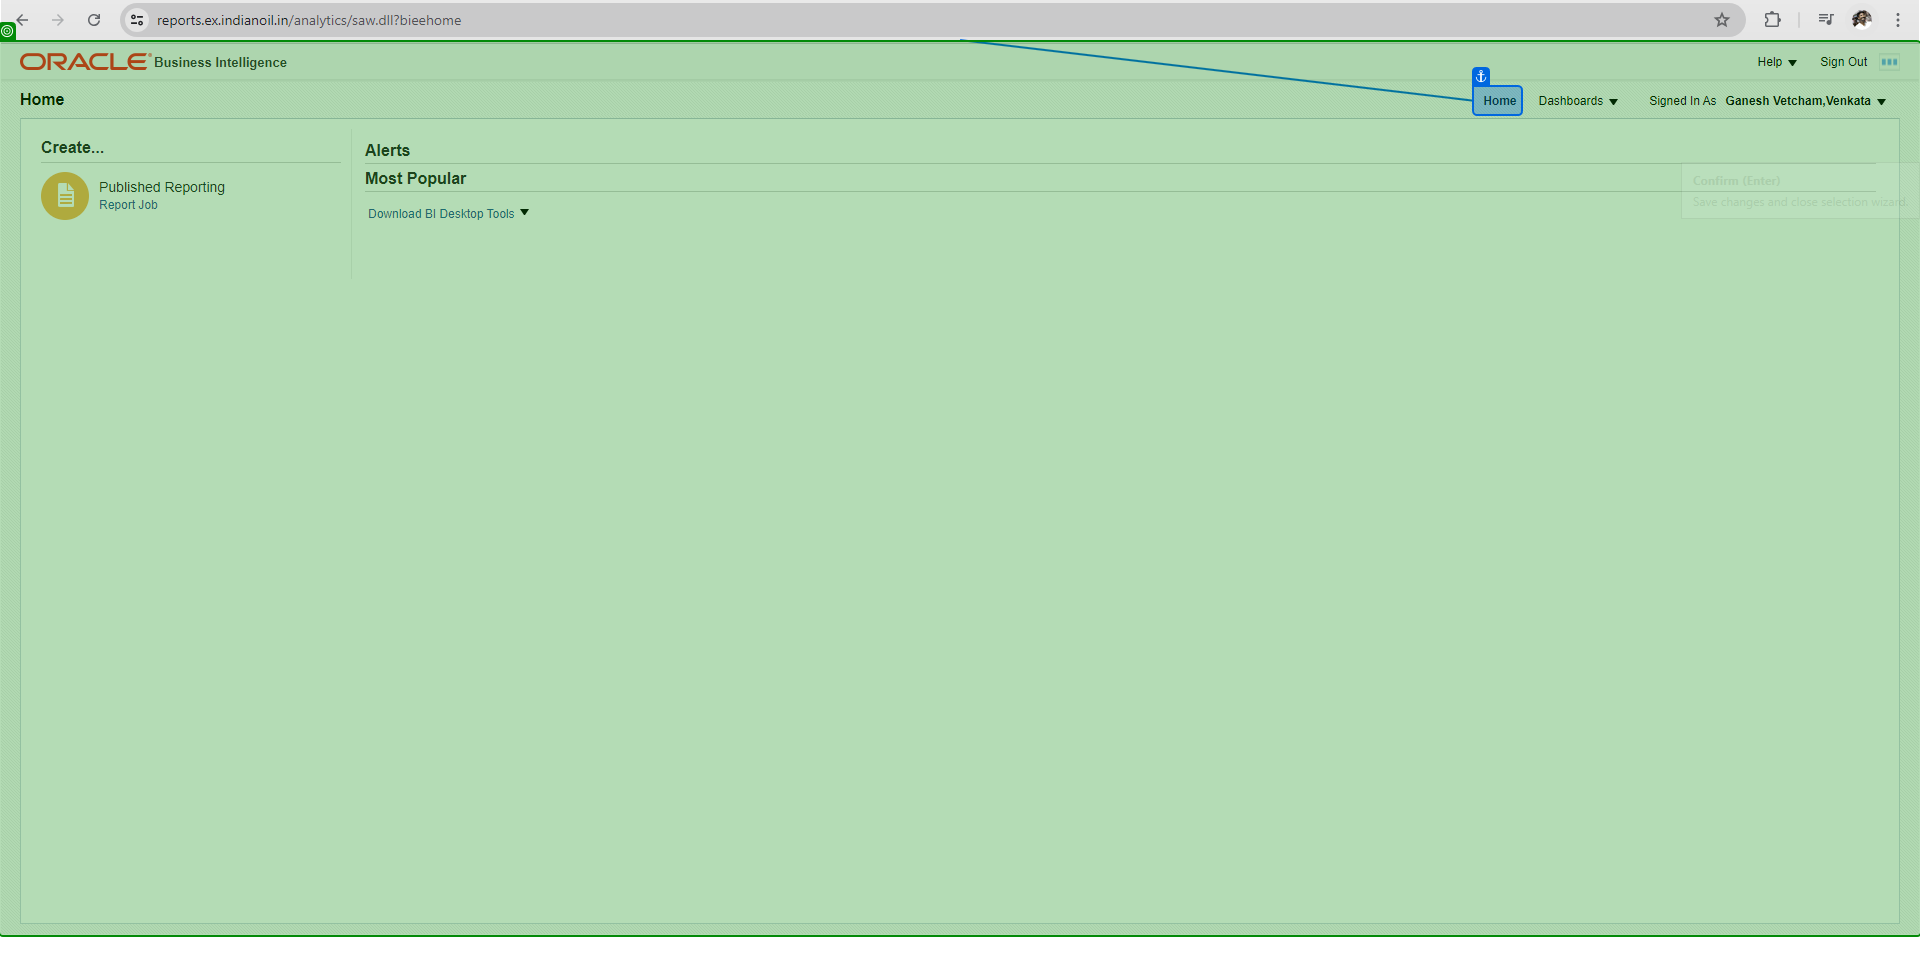 reports.ex.indianoil.in/analytics/saw.dll?bieehome
ORACLE® Business Intelligence
Help
Sign Out
Home
Home
Dashboards
Signed In As Ganesh Vetcham,Venkata
Create...
Published Reporting
Report Job
Alerts
Most Popular
Download BI Desktop Tools
Confirm (Enter)
Save changes and close selection wizard.